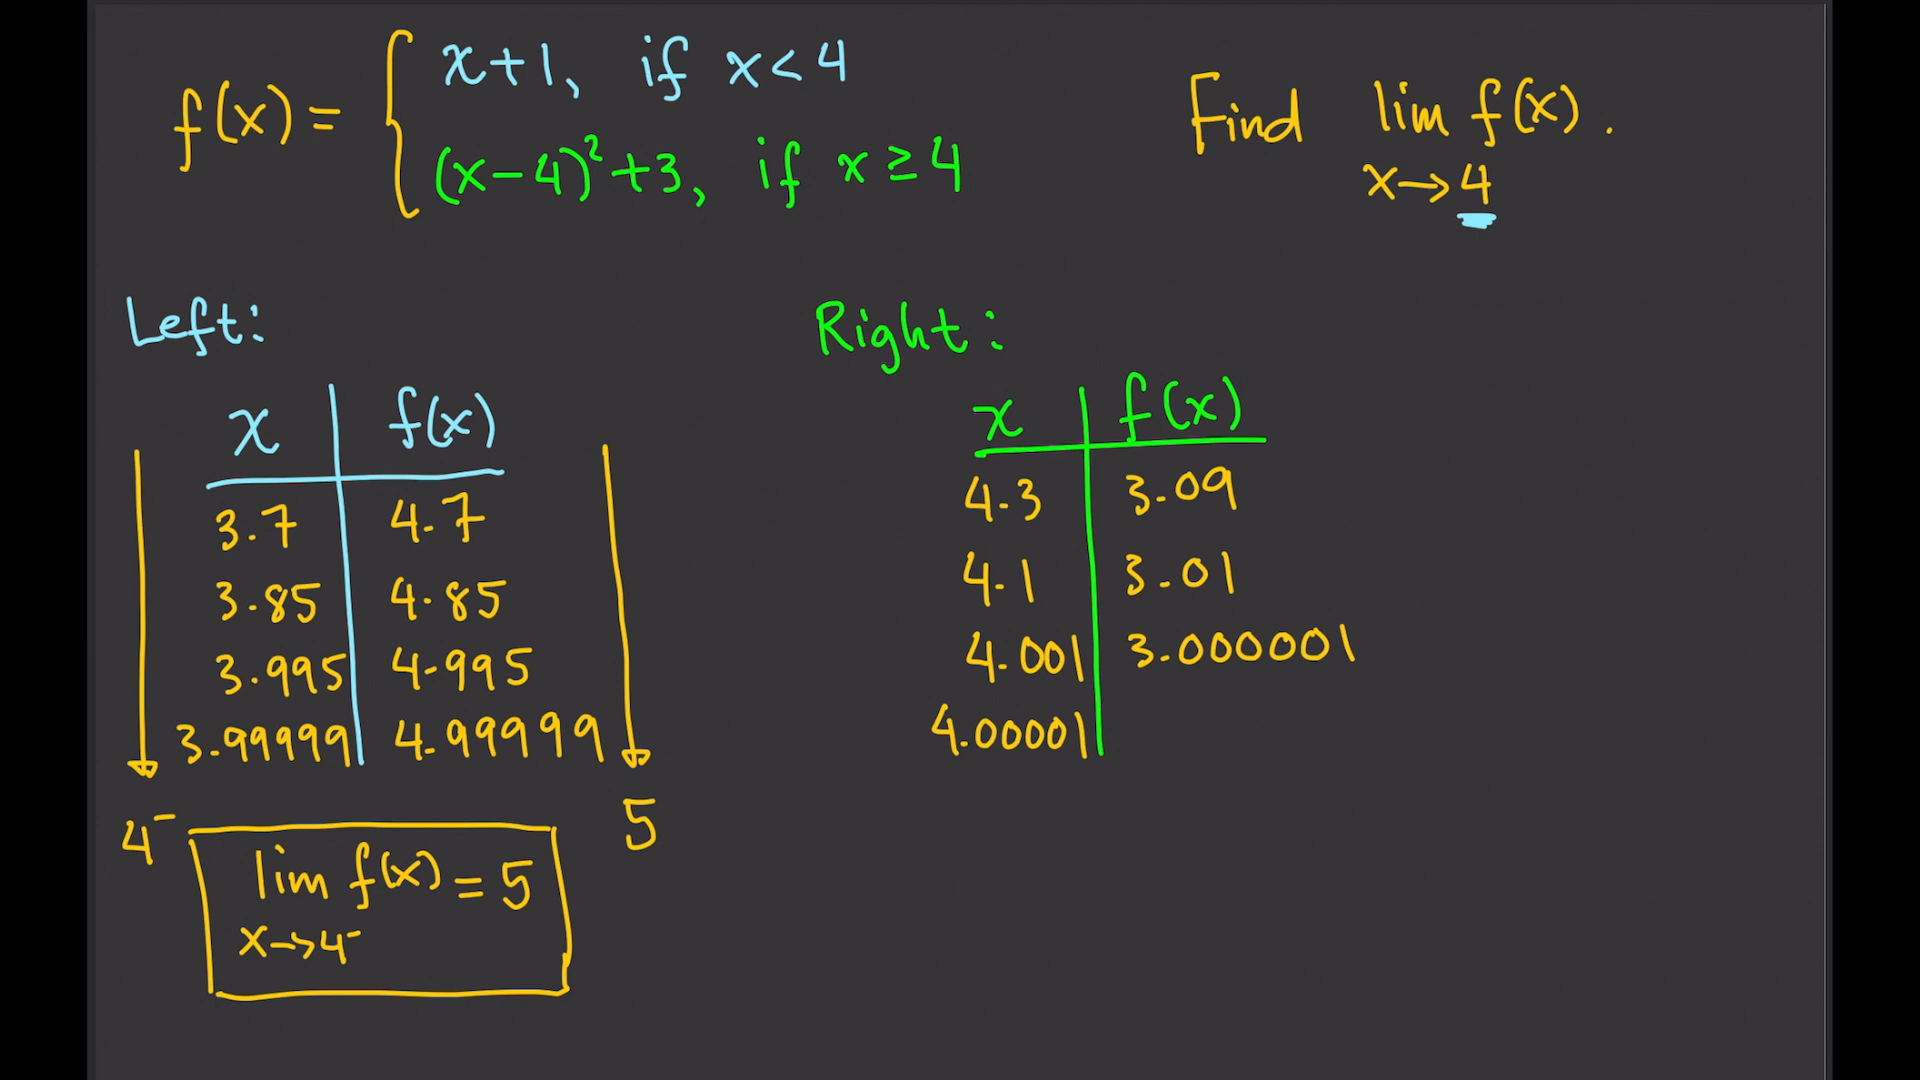 f(x) = { x+1, if x < 4
(x-4)²+3, if x ≥ 4
Find lim f(x).
x→4
Left:
x f(x)
3.7 4.7
3.85 4.85
3.995 4.995
3.99999 4.99999
4⁻ 5
lim f(x) = 5
x→4⁻
Right:
x f(x)
4.3 3.09
4.1 3.01
4.001 3.000001
4.00001